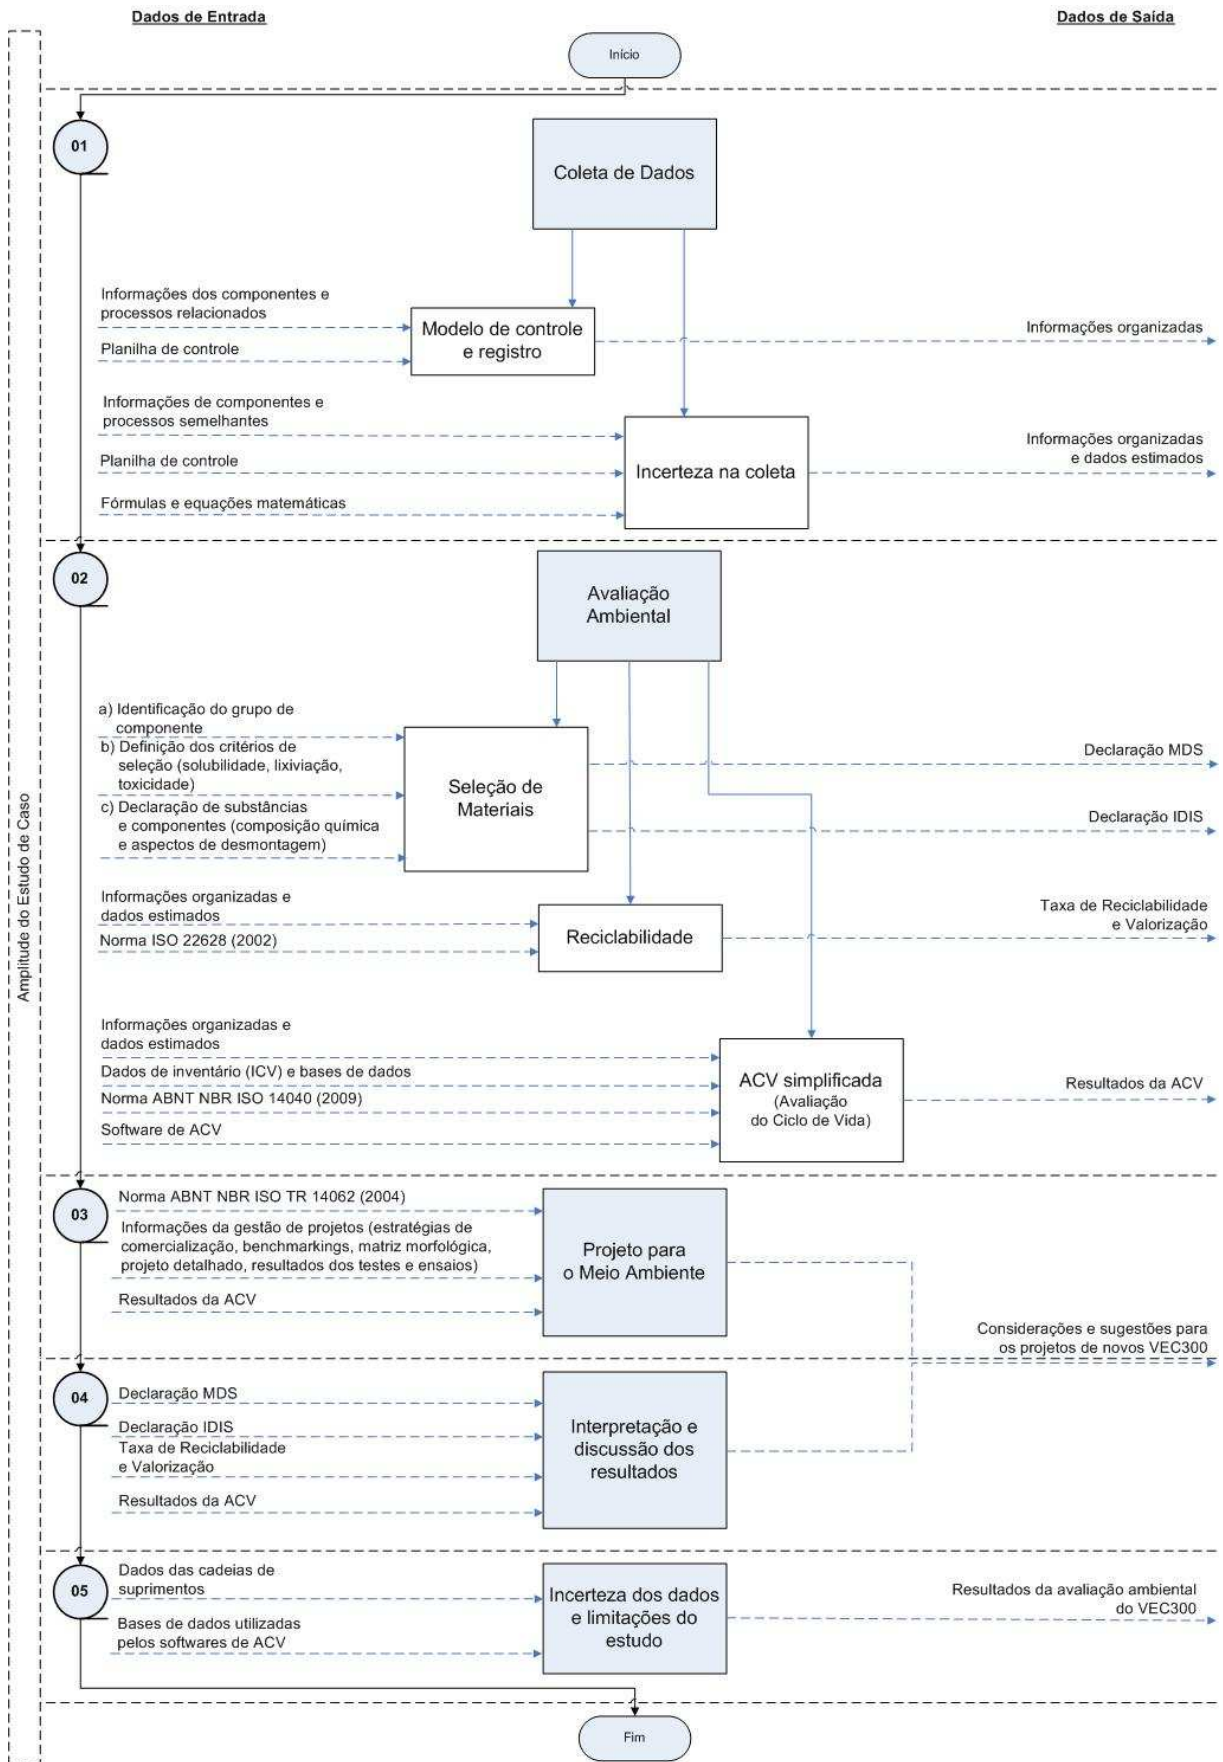 Dados de Entrada
Dados de Saída
Início
Amplitude do Estudo de Caso
01
Coleta de Dados
Informações dos componentes e
processos relacionados
Planilha de controle
Modelo de controle
e registro
Informações organizadas
Informações de componentes e
processos semelhantes
Planilha de controle
Fórmulas e equações matemáticas
Incerteza na coleta
Informações organizadas
e dados estimados
02
Avaliação
Ambiental
a) Identificação do grupo de
componente
b) Definição dos critérios de
seleção (solubilidade, lixiviação,
toxicidade)
c) Declaração de substâncias
e componentes (composição química
e aspectos de desmontagem)
Seleção de
Materiais
Declaração MDS
Declaração IDIS
Informações organizadas e
dados estimados
Norma ISO 22628 (2002)
Reciclabilidade
Taxa de Reciclabilidade
e Valorização
Informações organizadas e
dados estimados
Dados de inventário (ICV) e bases de dados
Norma ABNT NBR ISO 14040 (2009)
Software de ACV
ACV simplificada
(Avaliação
do Ciclo de Vida)
Resultados da ACV
03
Norma ABNT NBR ISO TR 14062 (2004)
Informações da gestão de projetos (estratégias de
comercialização, benchmarkings, matriz morfológica,
projeto detalhado, resultados dos testes e ensaios)
Resultados da ACV
Projeto para
o Meio Ambiente
Considerações e sugestões para
os projetos de novos VEC300
04
Declaração MDS
Declaração IDIS
Taxa de Reciclabilidade
e Valorização
Resultados da ACV
Interpretação e
discussão dos
resultados
05
Dados das cadeias de
suprimentos
Bases de dados utilizadas
pelos softwares de ACV
Incerteza dos dados
e limitações do
estudo
Resultados da avaliação ambiental
do VEC300
Fim